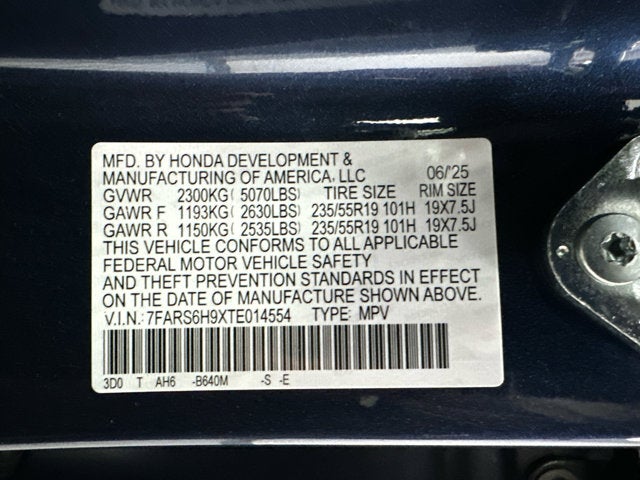 MFD. BY HONDA DEVELOPMENT &
MANUFACTURING OF AMERICA, LLC 06/'25
GVWR 2300KG( 5070LBS) TIRE SIZE RIM SIZE
GAWR F 1193KG( 2630LBS) 235/55R19 101H 19X7.5J
GAWR R 1150KG( 2535LBS) 235/55R19 101H 19X7.5J
THIS VEHICLE CONFORMS TO ALL APPLICABLE
FEDERAL MOTOR VEHICLE SAFETY
AND THEFT PREVENTION STANDARDS IN EFFECT
ON THE DATE OF MANUFACTURE SHOWN ABOVE.
V.I.N.: 7FARS6H9XTE014554 TYPE: MPV
3D0 T AH6 -B640M -S -E